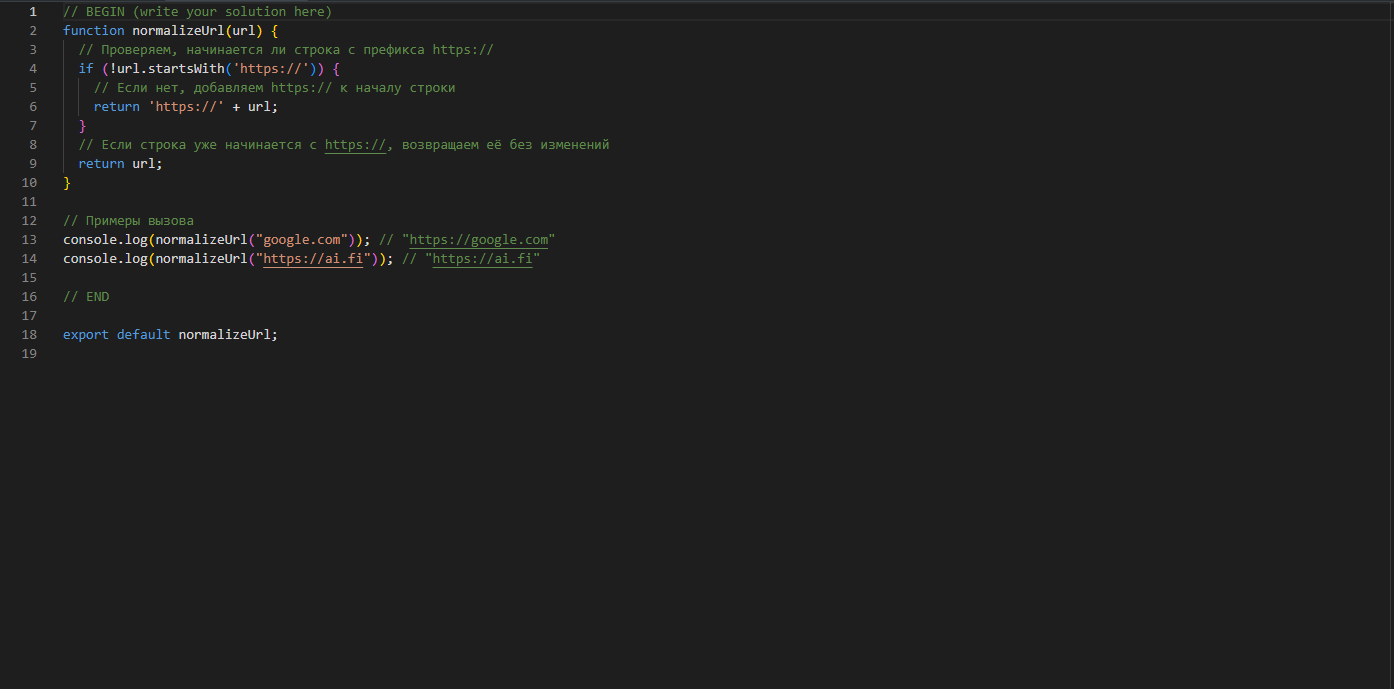 1 // BEGIN (write your solution here)
2 function normalizeUrl(url) {
3 // Проверяем, начинается ли строка с префикса https://
4 if (!url.startsWith('https://')) {
5 // Если нет, добавляем https:// к началу строки
6 return 'https://' + url;
7 }
8 // Если строка уже начинается с https://, возвращаем её без изменений
9 return url;
10 }
11
12 // Примеры вызова
13 console.log(normalizeUrl("google.com")); // "https://google.com"
14 console.log(normalizeUrl("https://ai.fi")); // "https://ai.fi"
15
16 // END
17
18 export default normalizeUrl;
19